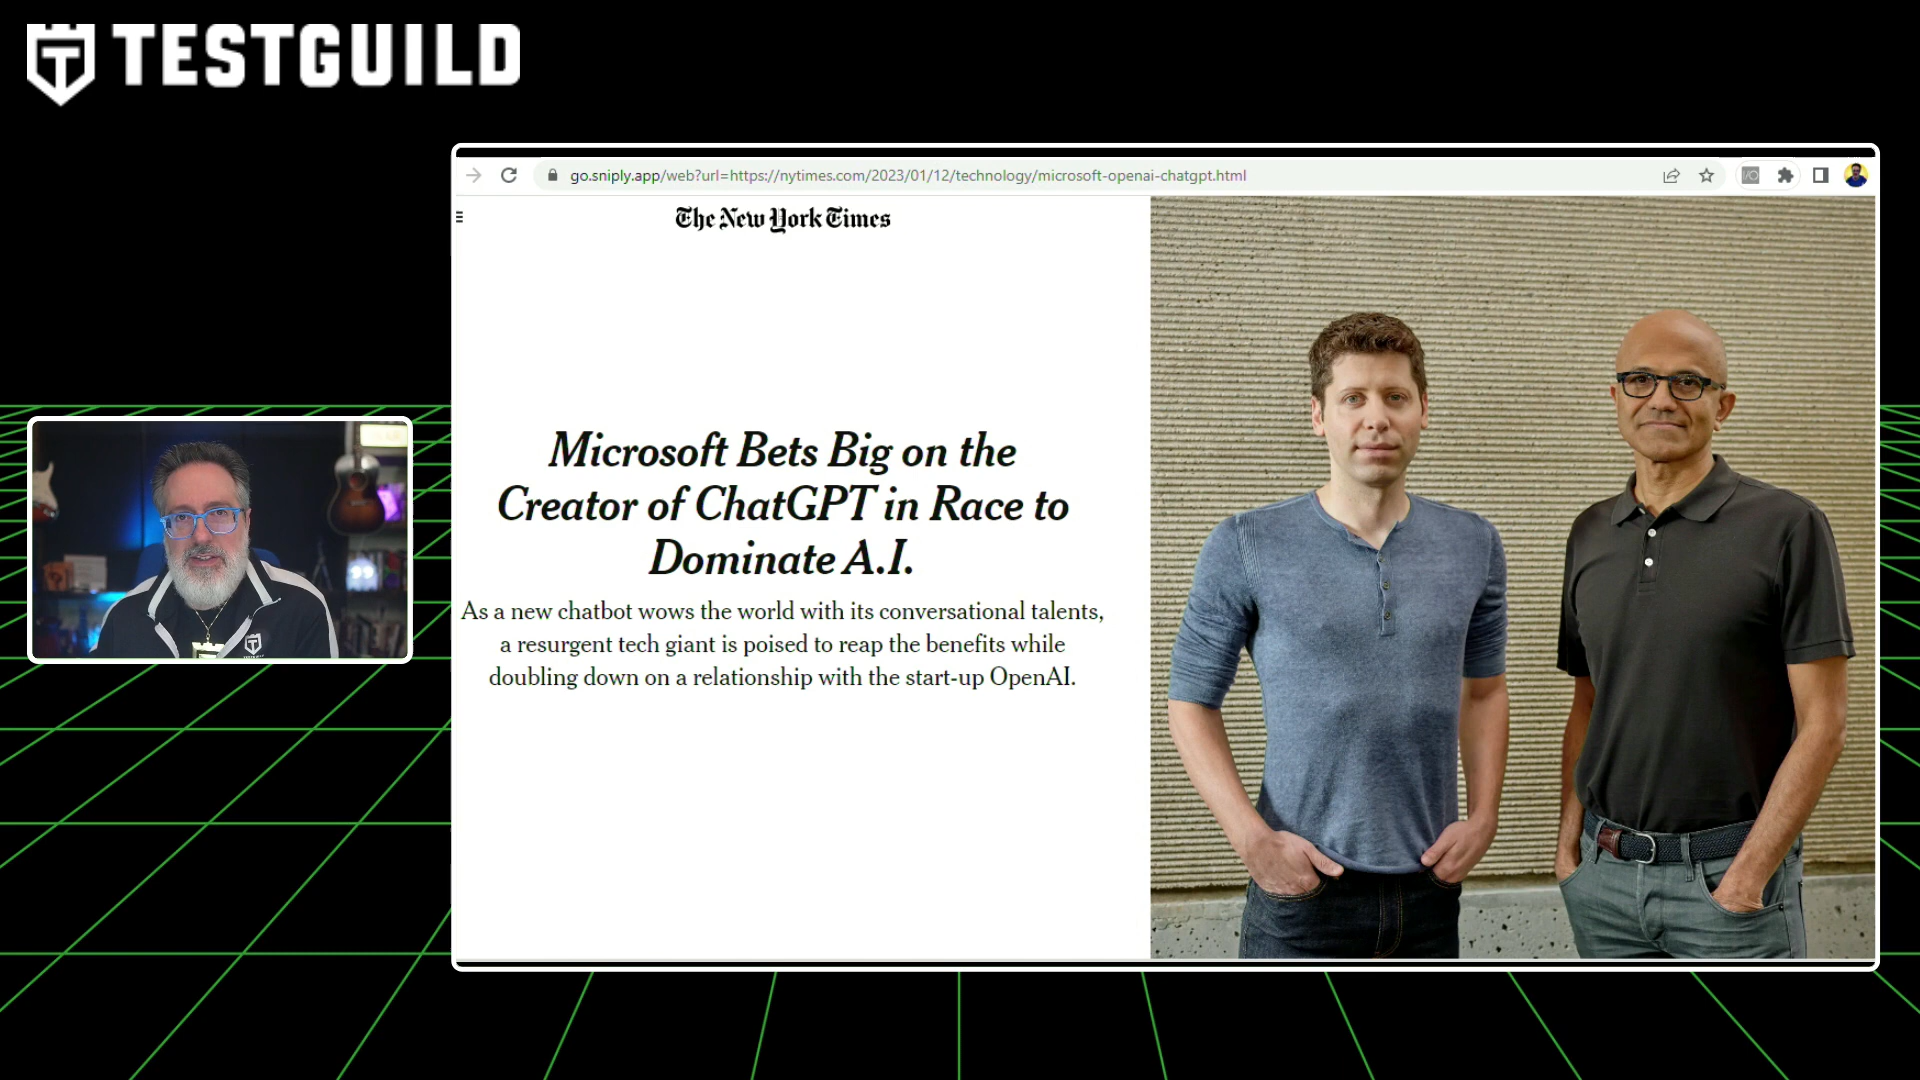 TESTGUILD
go.sniply.app/web?url=https://nytimes.com/2023/01/12/technology/microsoft-openai-chatgpt.html
I/O
The New York Times
Microsoft Bets Big on the
Creator of ChatGPT in Race to
Dominate A.I.
As a new chatbot wows the world with its conversational talents,
a resurgent tech giant is poised to reap the benefits while
doubling down on a relationship with the start-up OpenAI.